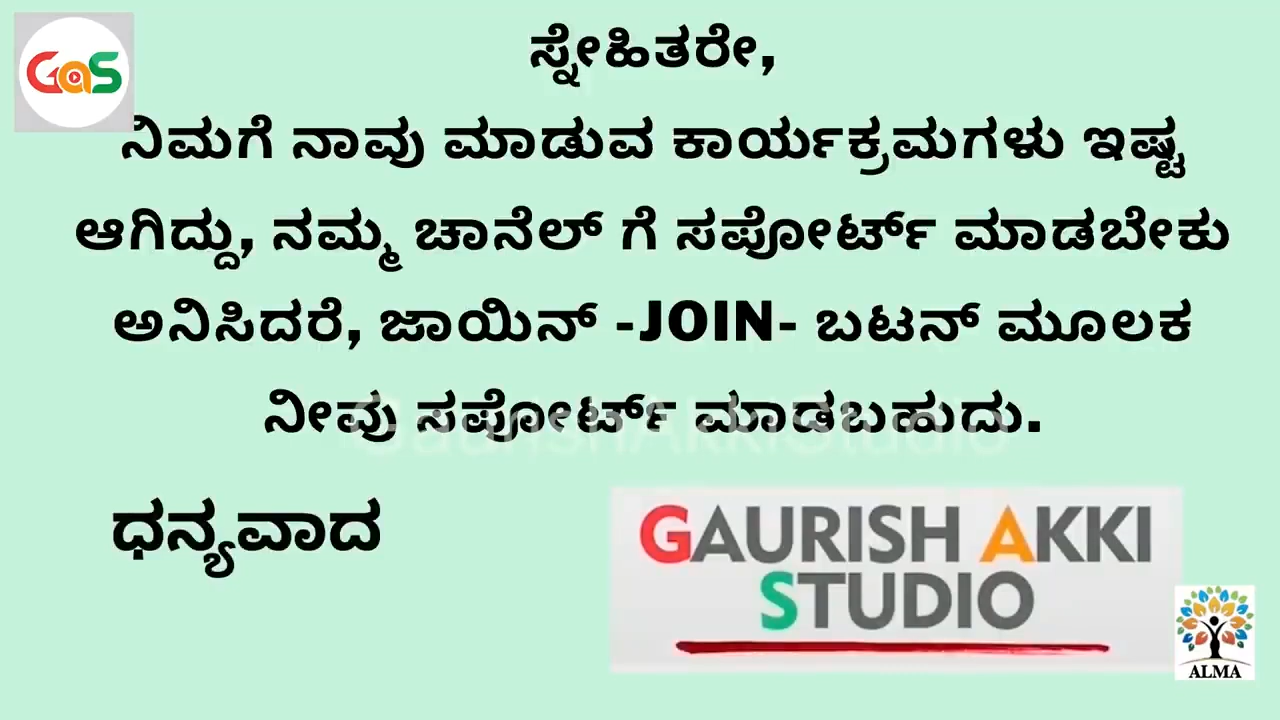 GaS
ಸ್ನೇಹಿತರೇ,
ನಿಮಗೆ ನಾವು ಮಾಡುವ ಕಾರ್ಯಕ್ರಮಗಳು ಇಷ್ಟ
ಆಗಿದ್ದು, ನಮ್ಮ ಚಾನೆಲ್ ಗೆ ಸಪೋರ್ಟ್ ಮಾಡಬೇಕು
ಅನಿಸಿದರೆ, ಜಾಯಿನ್ -JOIN- ಬಟನ್ ಮೂಲಕ
ನೀವು ಸಪೋರ್ಟ್ ಮಾಡಬಹುದು.
GaurishAkkiStudio
ಧನ್ಯವಾದ
GAURISH AKKI
STUDIO
ALMA